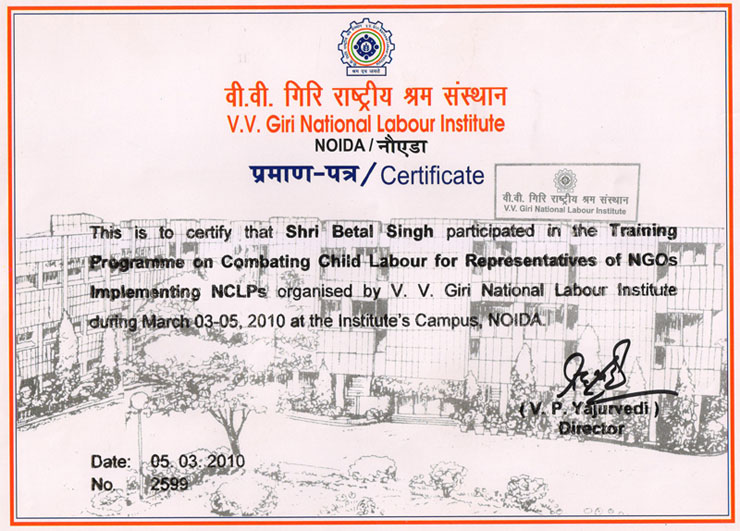 श्रम एव जयते
वी.वी. गिरि राष्ट्रीय श्रम संस्थान
V.V. Giri National Labour Institute
NOIDA / नौएडा
प्रमाण-पत्र / Certificate
वी.वी. गिरि राष्ट्रीय श्रम संस्थान
V.V. Giri National Labour Institute
This is to certify that Shri Betal Singh participated in the Training
Programme on Combating Child Labour for Representatives of NGOs
Implementing NCLPs organised by V. V. Giri National Labour Institute
during March 03-05, 2010 at the Institute's Campus, NOIDA.
( V. P. Yajurvedi )
Director
Date: 05. 03. 2010
No. 2599